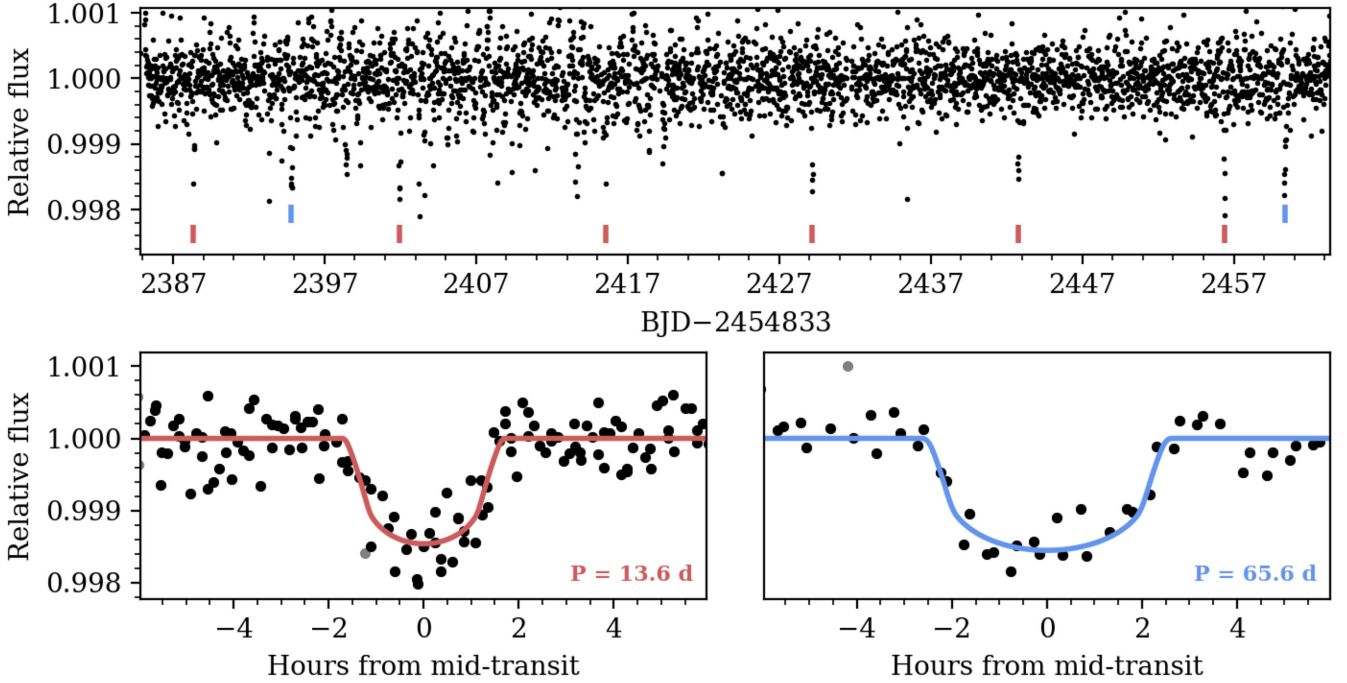 1.001
1.000
0.999
0.998
Relative flux
2387 2397 2407 2417 2427 2437 2447 2457
BJD−2454833
1.001
1.000
0.999
0.998
Relative flux
P = 13.6 d
−4 −2 0 2 4
Hours from mid-transit
P = 65.6 d
−4 −2 0 2 4
Hours from mid-transit